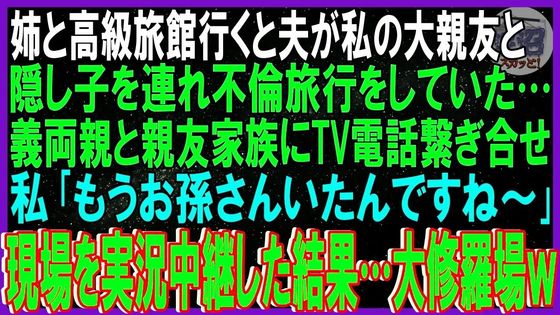 姉と高級旅館行くと夫が私の大親友と
隠し子を連れ不倫旅行をしていた…
義両親と親友家族にTV電話繋ぎ合せ
私「もうお孫さんいたんですね〜」
現場を実況中継した結果…大修羅場w